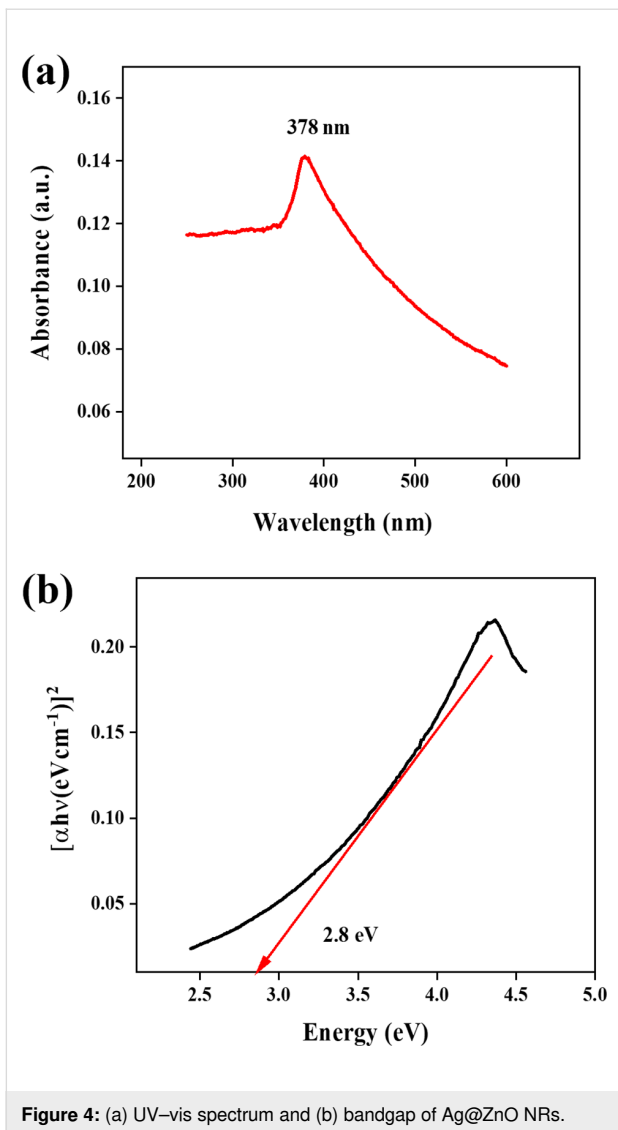 (a)
0.16
0.14
0.12
0.10
0.08
0.06
Absorbance (a.u.)
378 nm
200 300 400 500 600
Wavelength (nm)
(b)
0.20
0.15
0.10
0.05
[αhν(eVcm⁻¹)]²
2.8 eV
2.5 3.0 3.5 4.0 4.5 5.0
Energy (eV)
Figure 4: (a) UV–vis spectrum and (b) bandgap of Ag@ZnO NRs.